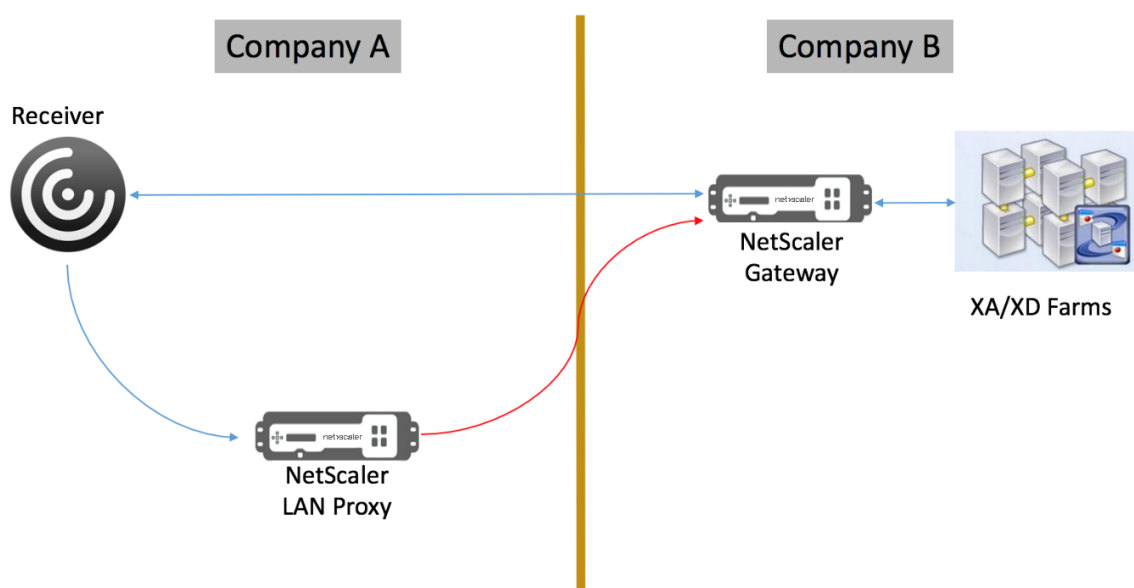 Company A
Company B
Receiver
netscaler
NetScaler
Gateway
XA/XD Farms
netscaler
NetScaler
LAN Proxy